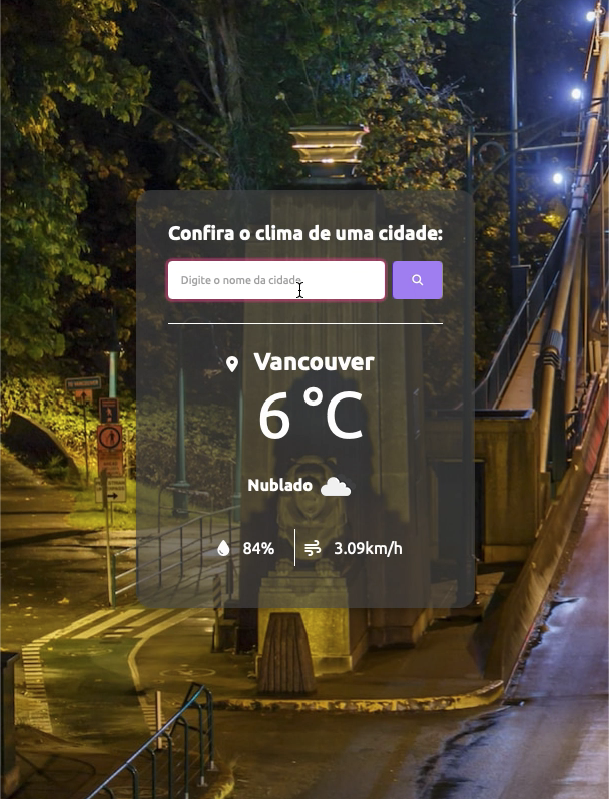 Confira o clima de uma cidade:
Digite o nome da cidade
Vancouver
6 °C
Nublado
84% 3.09km/h